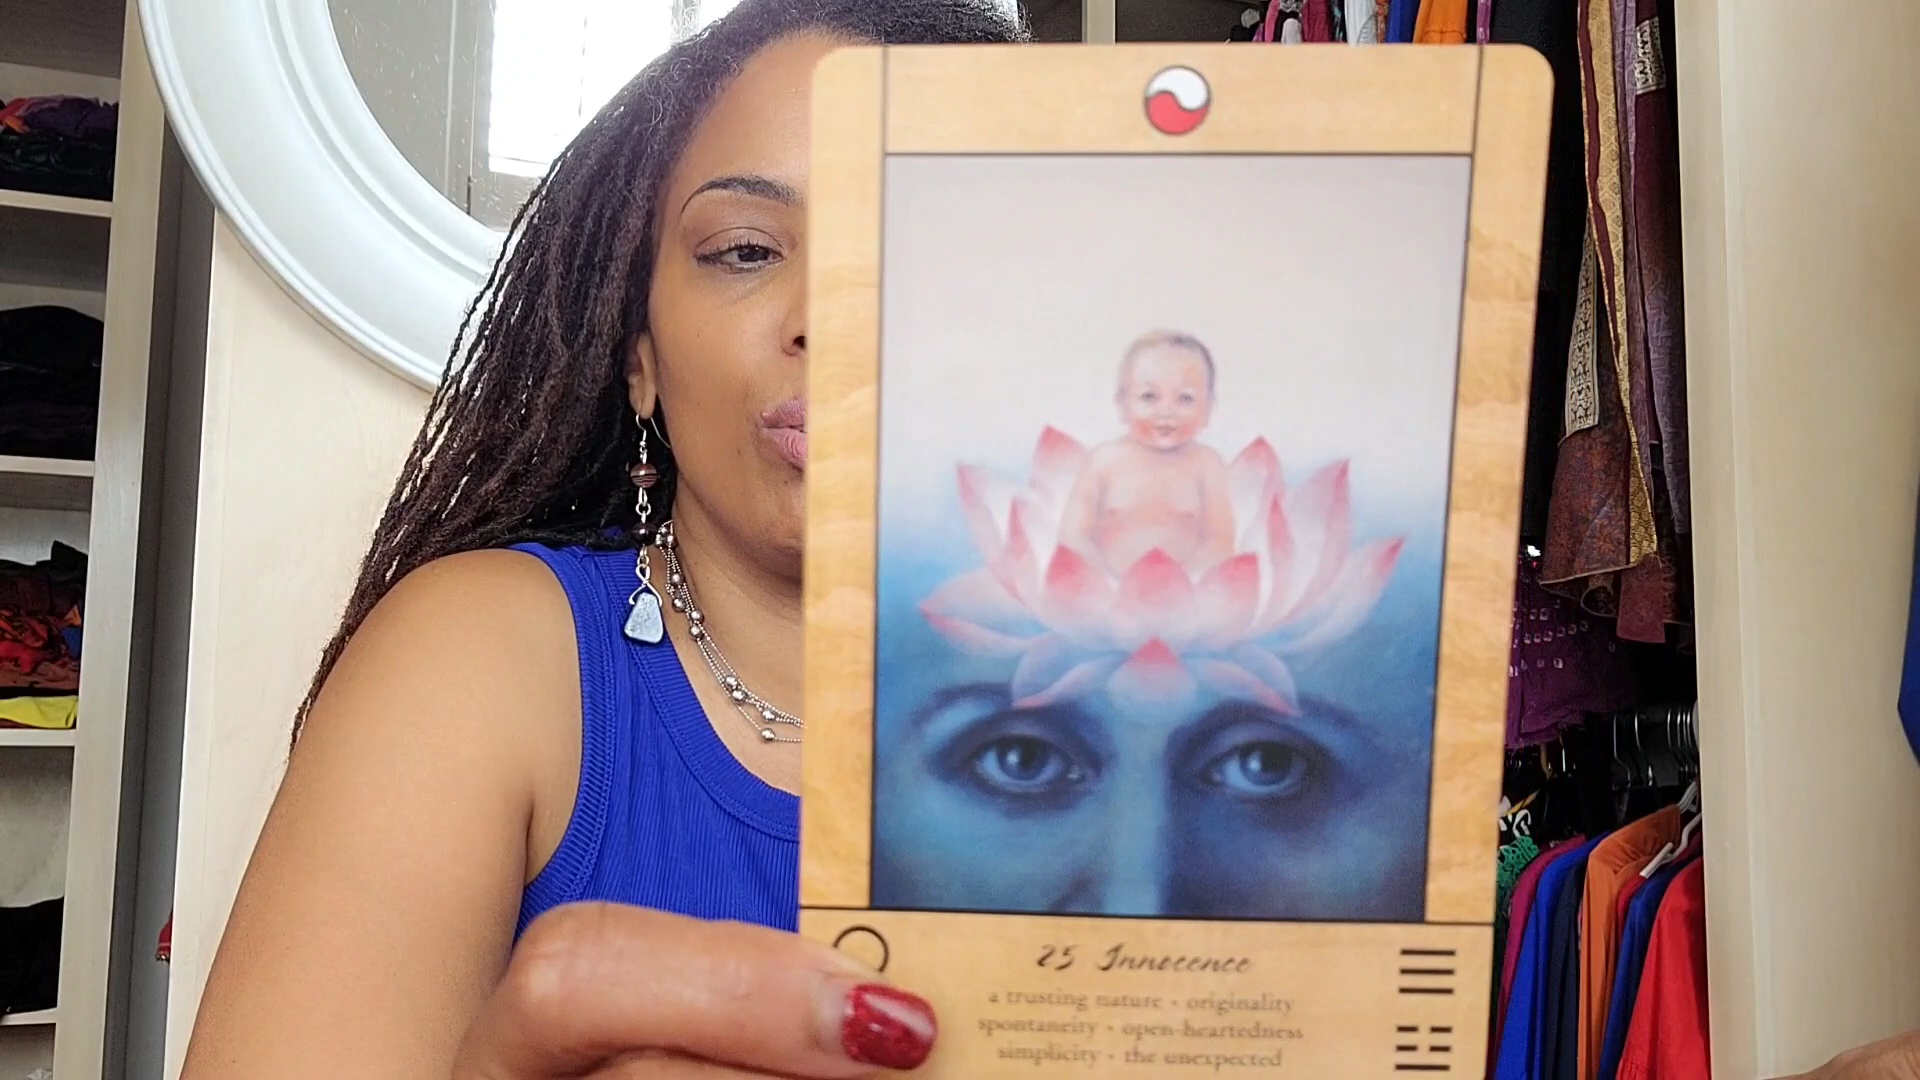 25 Innocence
a trusting nature • originality
spontaneity • open-heartedness
simplicity • the unexpected